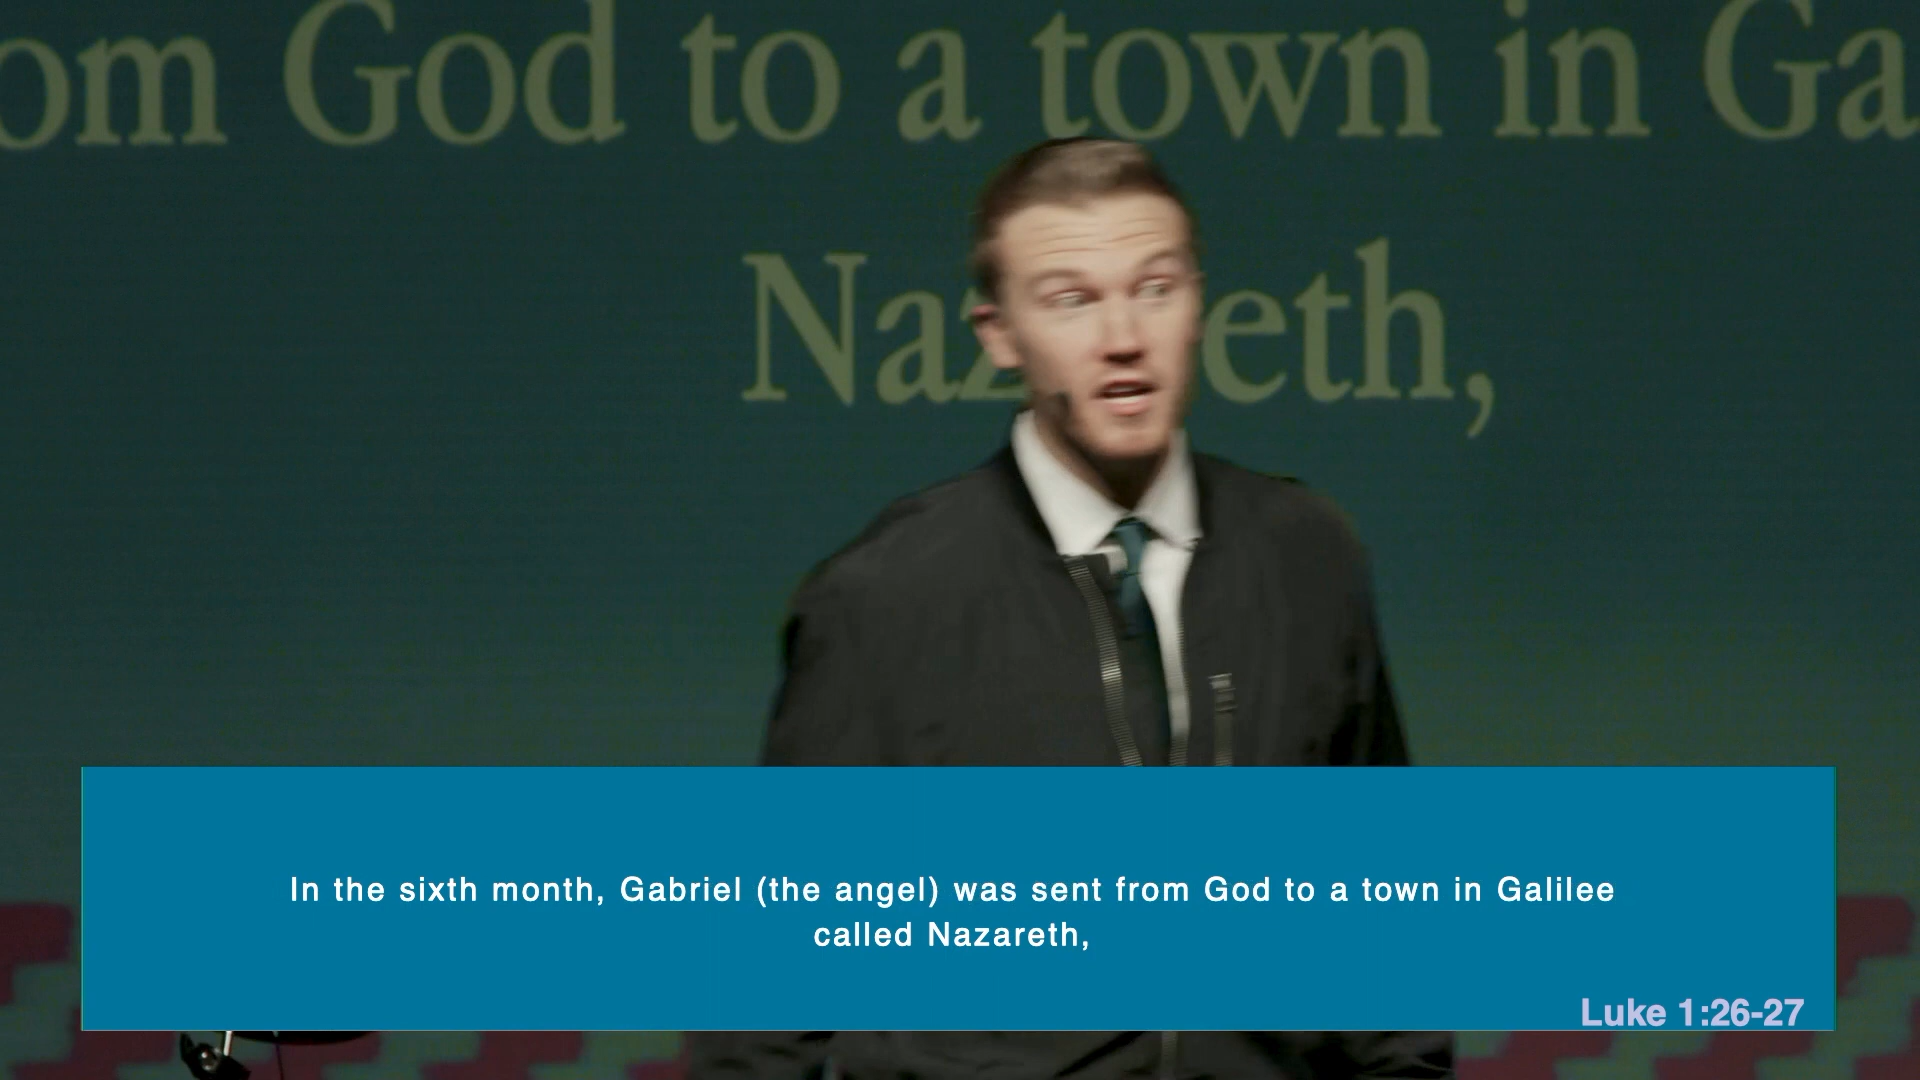 om God to a town in Ga
Na eth,
In the sixth month, Gabriel (the angel) was sent from God to a town in Galilee
called Nazareth,
Luke 1:26-27